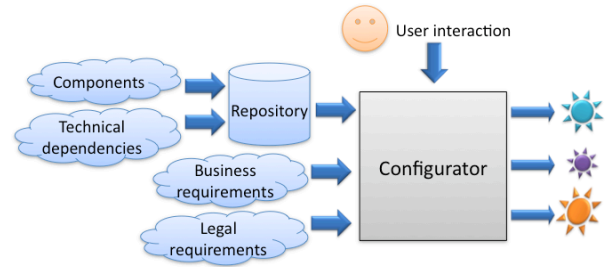 User interaction
Components
Repository
Technical
dependencies
Configurator
Business
requirements
Legal
requirements